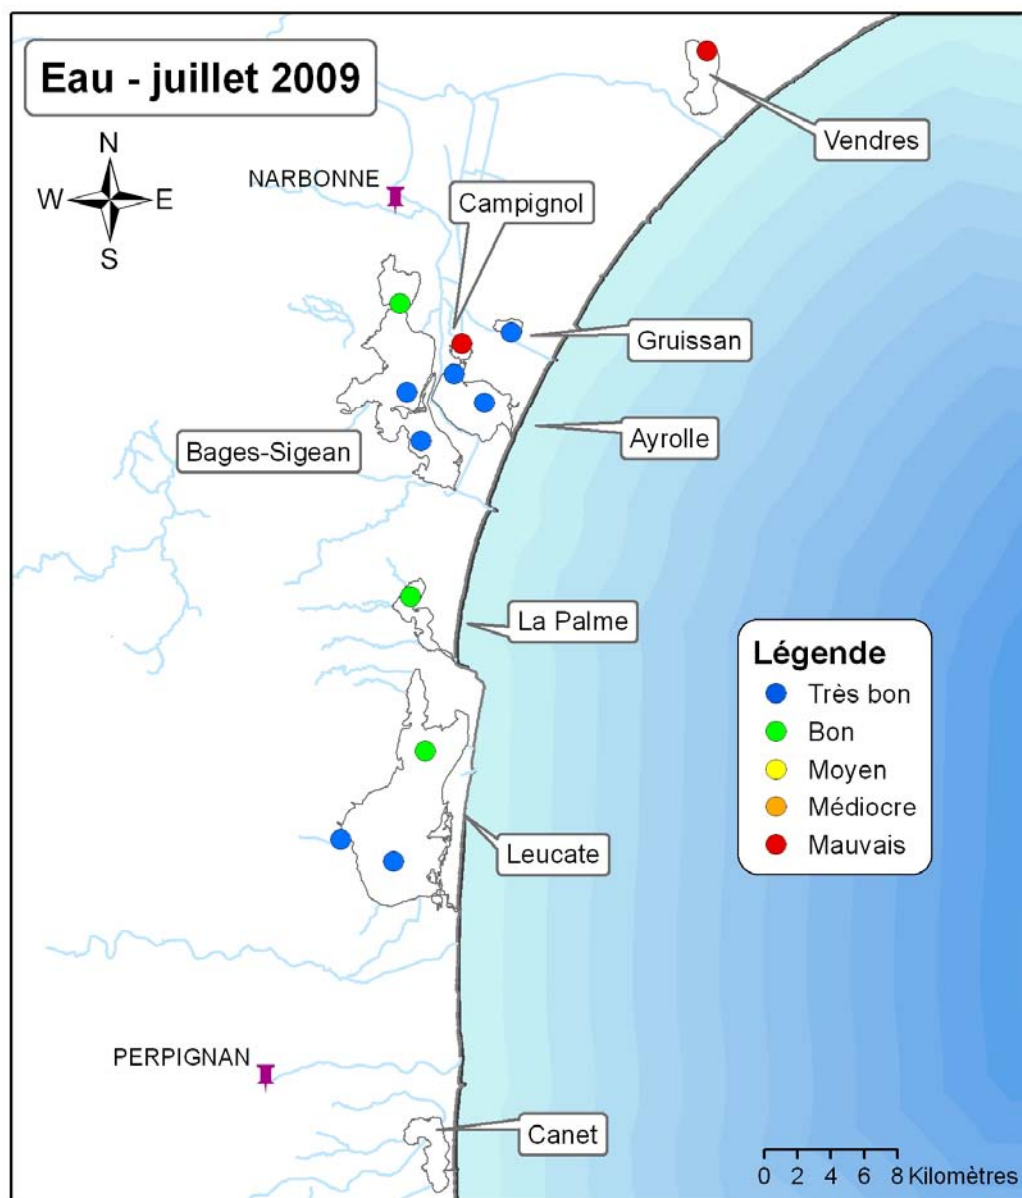 Eau - juillet 2009
N
W
E
S
Vendres
NARBONNE
Campignol
Gruissan
Ayrolle
Bages-Sigean
La Palme
Légende
Très bon
Bon
Moyen
Médiocre
Mauvais
Leucate
PERPIGNAN
Canet
0 2 4 6 8 Kilomètres